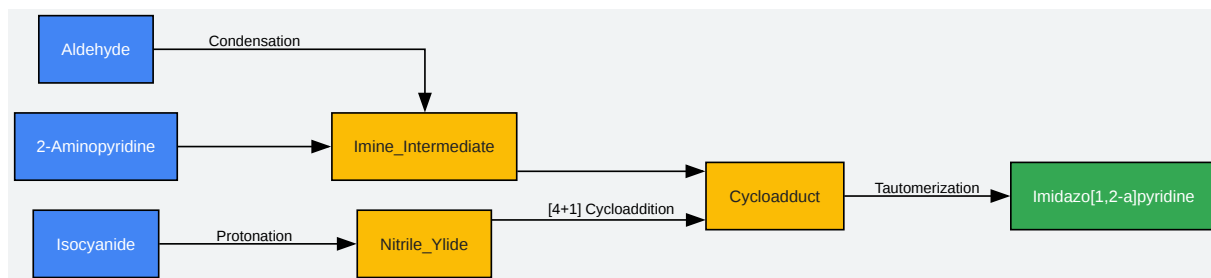 Aldehyde
Condensation
2-Aminopyridine
Imine_Intermediate
Isocyanide
Protonation
Nitrile_Ylide
[4+1] Cycloaddition
Cycloadduct
Tautomerization
Imidazo[1,2-a]pyridine